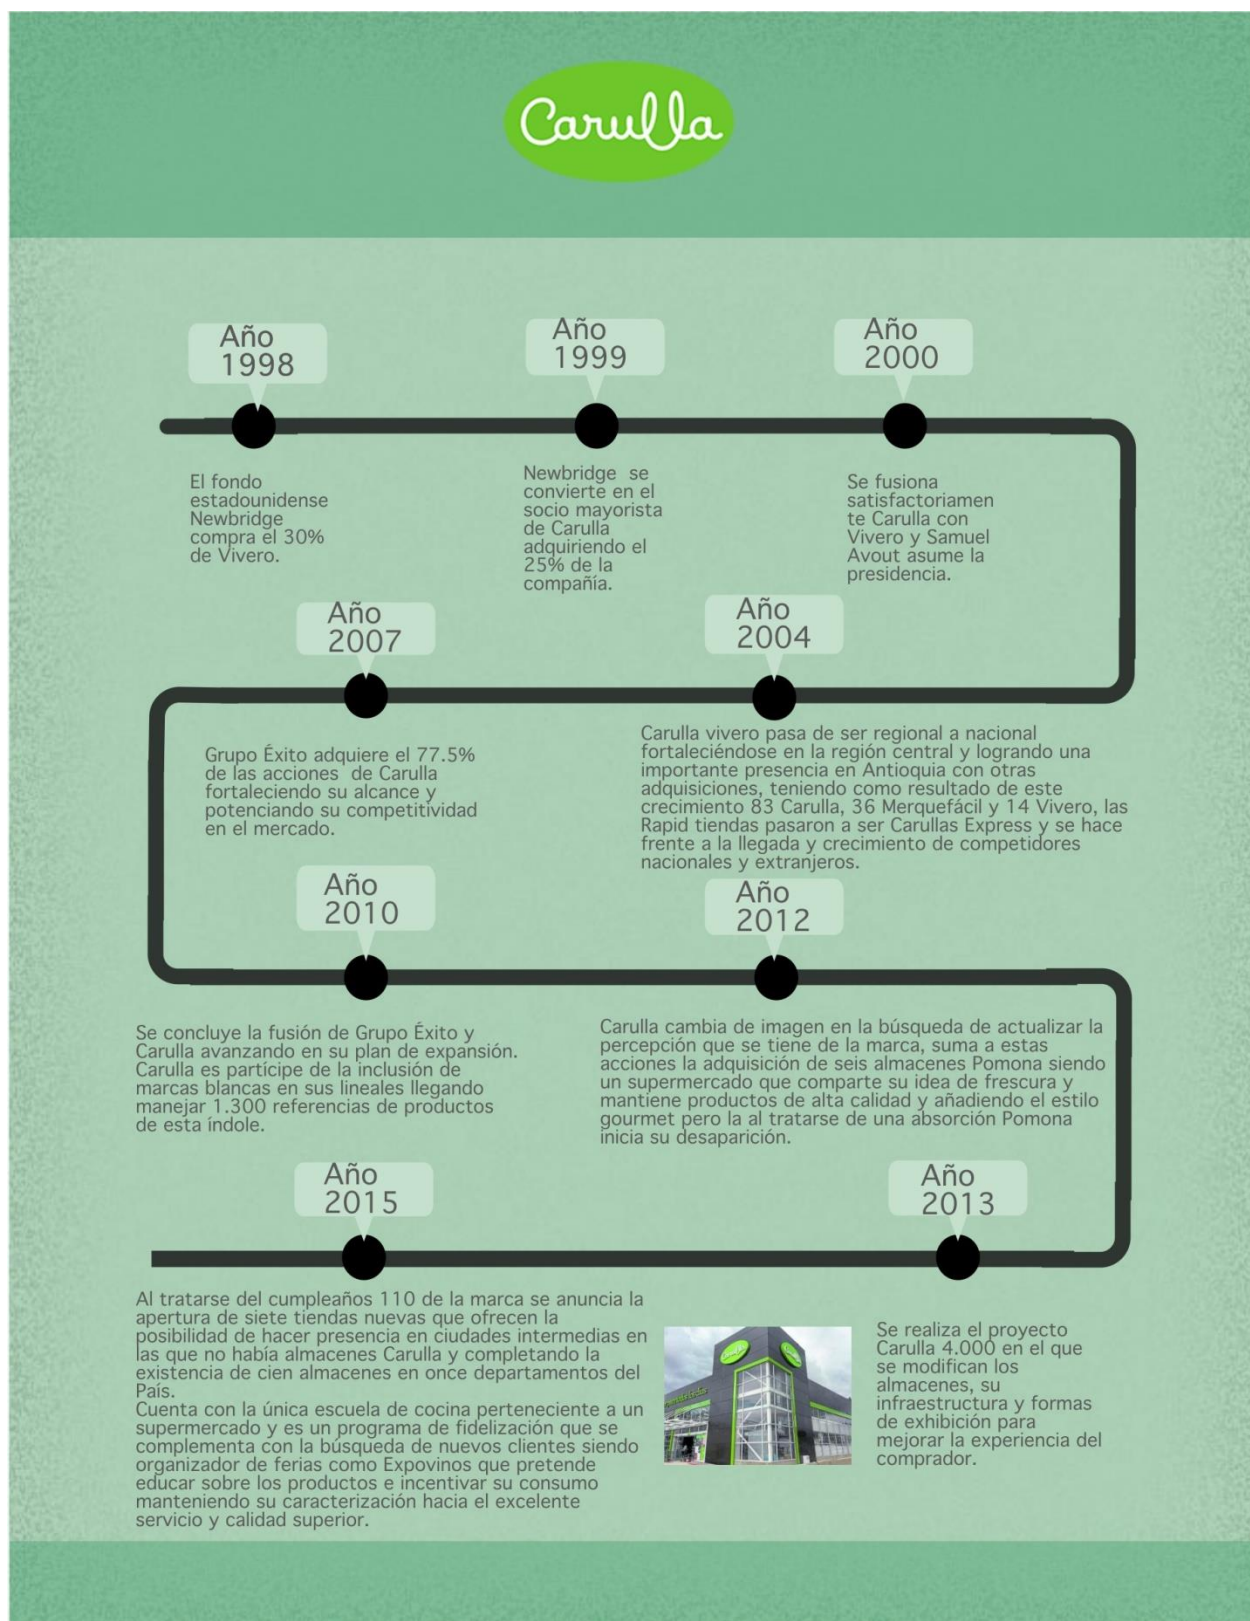 Carulla
Año
1998
Año
1999
Año
2000
El fondo
estadounidense
Newbridge
compra el 30%
de Vivero.
Newbridge se
convierte en el
socio mayorista
de Carulla
adquiriendo el
25% de la
compañía.
Se fusiona
satisfactoriamen
te Carulla con
Vivero y Samuel
Avout asume la
presidencia.
Año
2004
Carulla vivero pasa de ser regional a nacional
fortaleciéndose en la región central y logrando una
importante presencia en Antioquia con otras
adquisiciones, teniendo como resultado de este
crecimiento 83 Carulla, 36 Merquefácil y 14 Vivero, las
Rapid tiendas pasaron a ser Carullas Express y se hace
frente a la llegada y crecimiento de competidores
nacionales y extranjeros.
Año
2007
Grupo Éxito adquiere el 77.5%
de las acciones de Carulla
fortaleciendo su alcance y
potenciando su competitividad
en el mercado.
Año
2010
Se concluye la fusión de Grupo Éxito y
Carulla avanzando en su plan de expansión.
Carulla es partícipe de la inclusión de
marcas blancas en sus lineales llegando
manejar 1.300 referencias de productos
de esta índole.
Año
2012
Carulla cambia de imagen en la búsqueda de actualizar la
percepción que se tiene de la marca, suma a estas
acciones la adquisición de seis almacenes Pomona siendo
un supermercado que comparte su idea de frescura y
mantiene productos de alta calidad y añadiendo el estilo
gourmet pero la al tratarse de una absorción Pomona
inicia su desaparición.
Año
2013
Se realiza el proyecto
Carulla 4.000 en el que
se modifican los
almacenes, su
infraestructura y formas
de exhibición para
mejorar la experiencia del
comprador.
Año
2015
Al tratarse del cumpleaños 110 de la marca se anuncia la
apertura de siete tiendas nuevas que ofrecen la
posibilidad de hacer presencia en ciudades intermedias en
las que no había almacenes Carulla y completando la
existencia de cien almacenes en once departamentos del
País.
Cuenta con la única escuela de cocina perteneciente a un
supermercado y es un programa de fidelización que se
complementa con la búsqueda de nuevos clientes siendo
organizador de ferias como Expovinos que pretende
educar sobre los productos e incentivar su consumo
manteniendo su caracterización hacia el excelente
servicio y calidad superior.
Carulla
Carulla